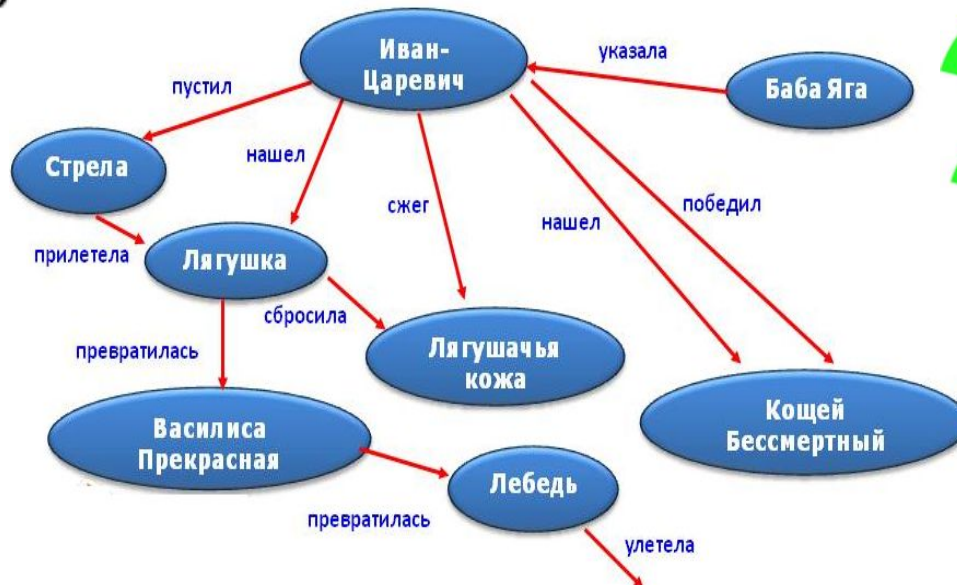 Иван-
Царевич
указала
Баба Яга
пустил
Стрела
нашел
сжег
нашел
победил
прилетела
Лягушка
сбросила
превратилась
Лягушачья
кожа
Василиса
Прекрасная
Кощей
Бессмертный
Лебедь
превратилась
улетела